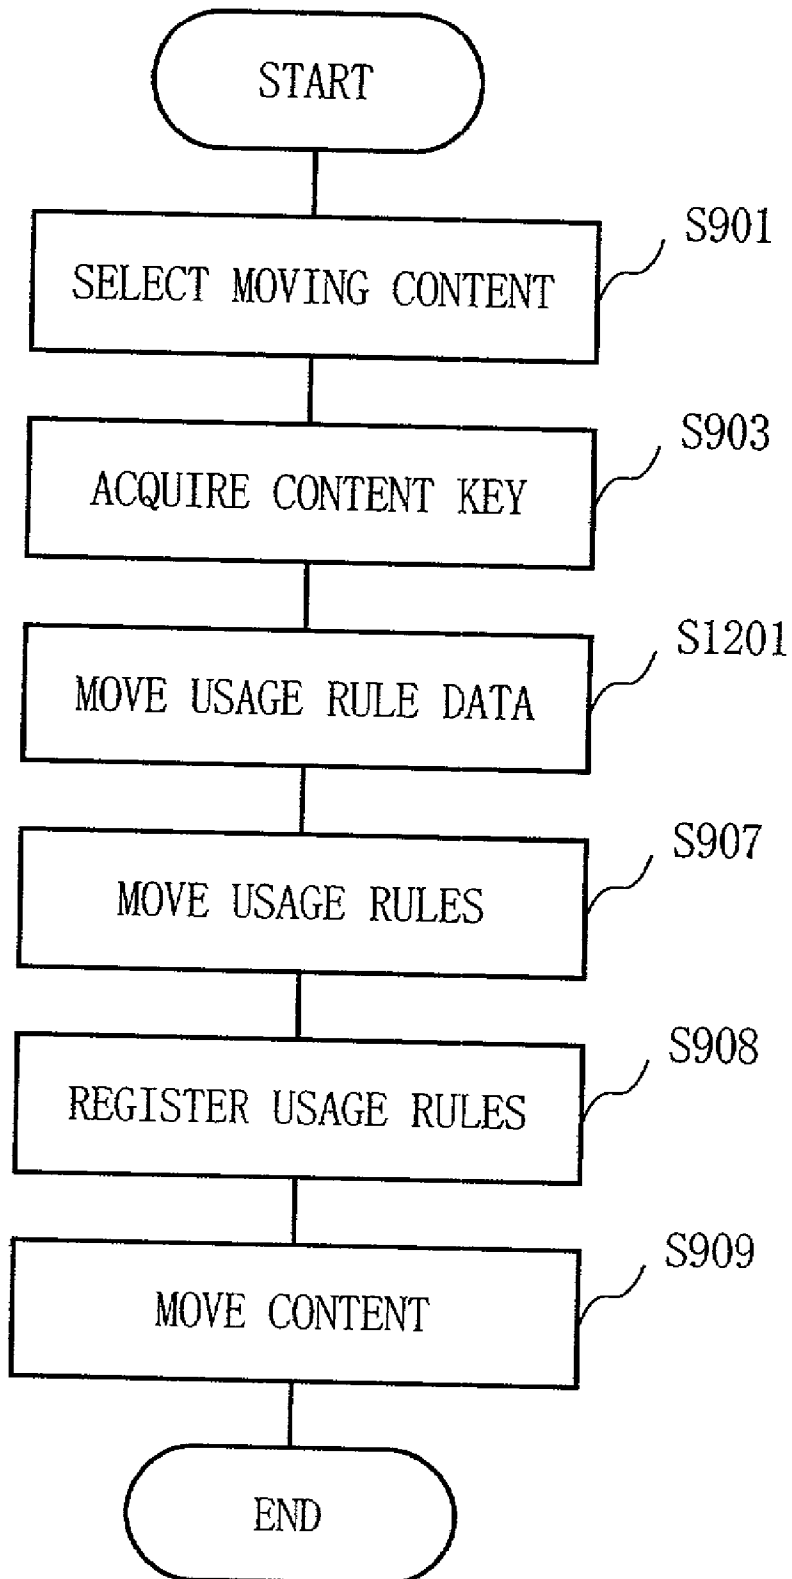 START
SELECT MOVING CONTENT
S901
ACQUIRE CONTENT KEY
S903
MOVE USAGE RULE DATA
S1201
MOVE USAGE RULES
S907
REGISTER USAGE RULES
S908
MOVE CONTENT
S909
END